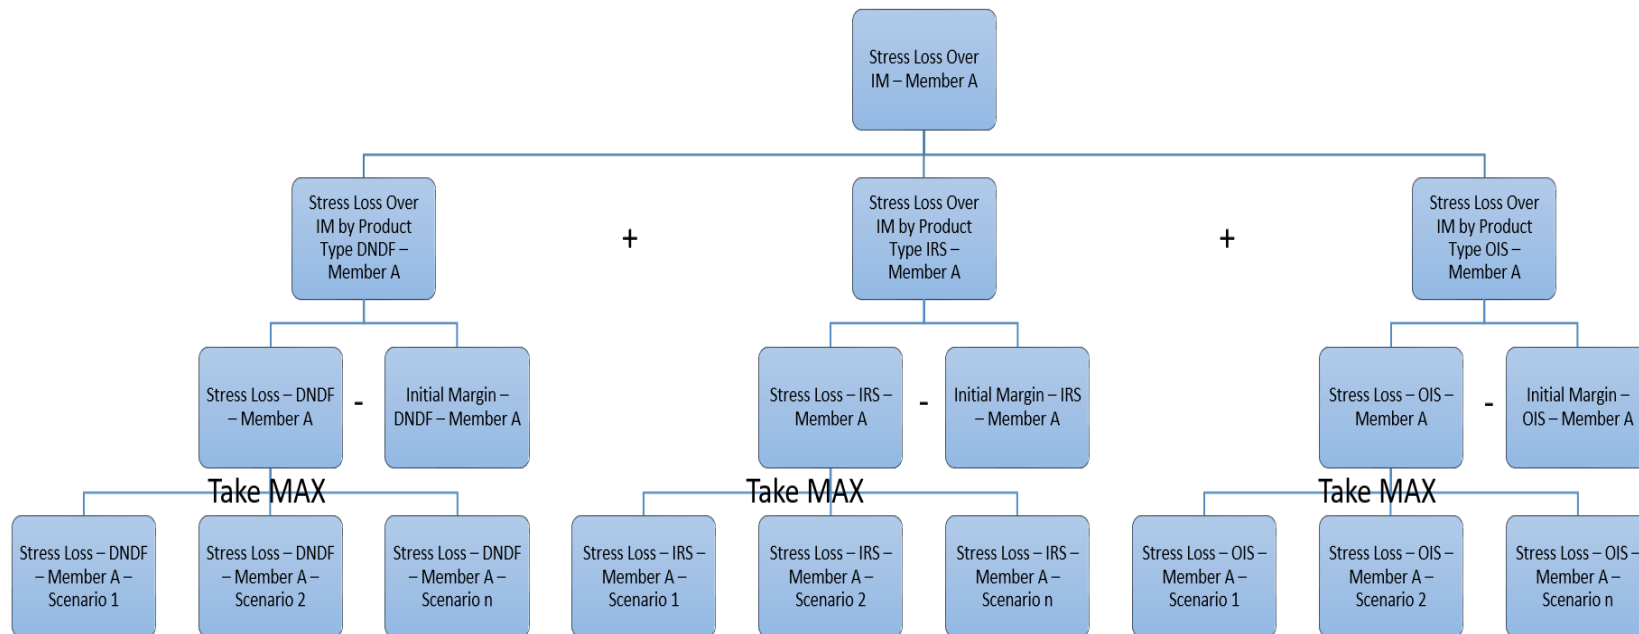 Stress Loss Over
IM – Member A
Stress Loss Over
IM by Product
Type DNDF –
Member A
+
Stress Loss Over
IM by Product
Type IRS –
Member A
+
Stress Loss Over
IM by Product
Type OIS –
Member A
Stress Loss – DNDF
– Member A
-
Initial Margin –
DNDF – Member A
Stress Loss – IRS –
Member A
-
Initial Margin – IRS
– Member A
Stress Loss – OIS –
Member A
-
Initial Margin –
OIS – Member A
Take MAX
Take MAX
Take MAX
Stress Loss – DNDF
– Member A –
Scenario 1
Stress Loss – DNDF
– Member A –
Scenario 2
Stress Loss – DNDF
– Member A –
Scenario n
Stress Loss – IRS –
Member A –
Scenario 1
Stress Loss – IRS –
Member A –
Scenario 2
Stress Loss – IRS –
Member A –
Scenario n
Stress Loss – OIS –
Member A –
Scenario 1
Stress Loss – OIS –
Member A –
Scenario 2
Stress Loss – OIS –
Member A –
Scenario n